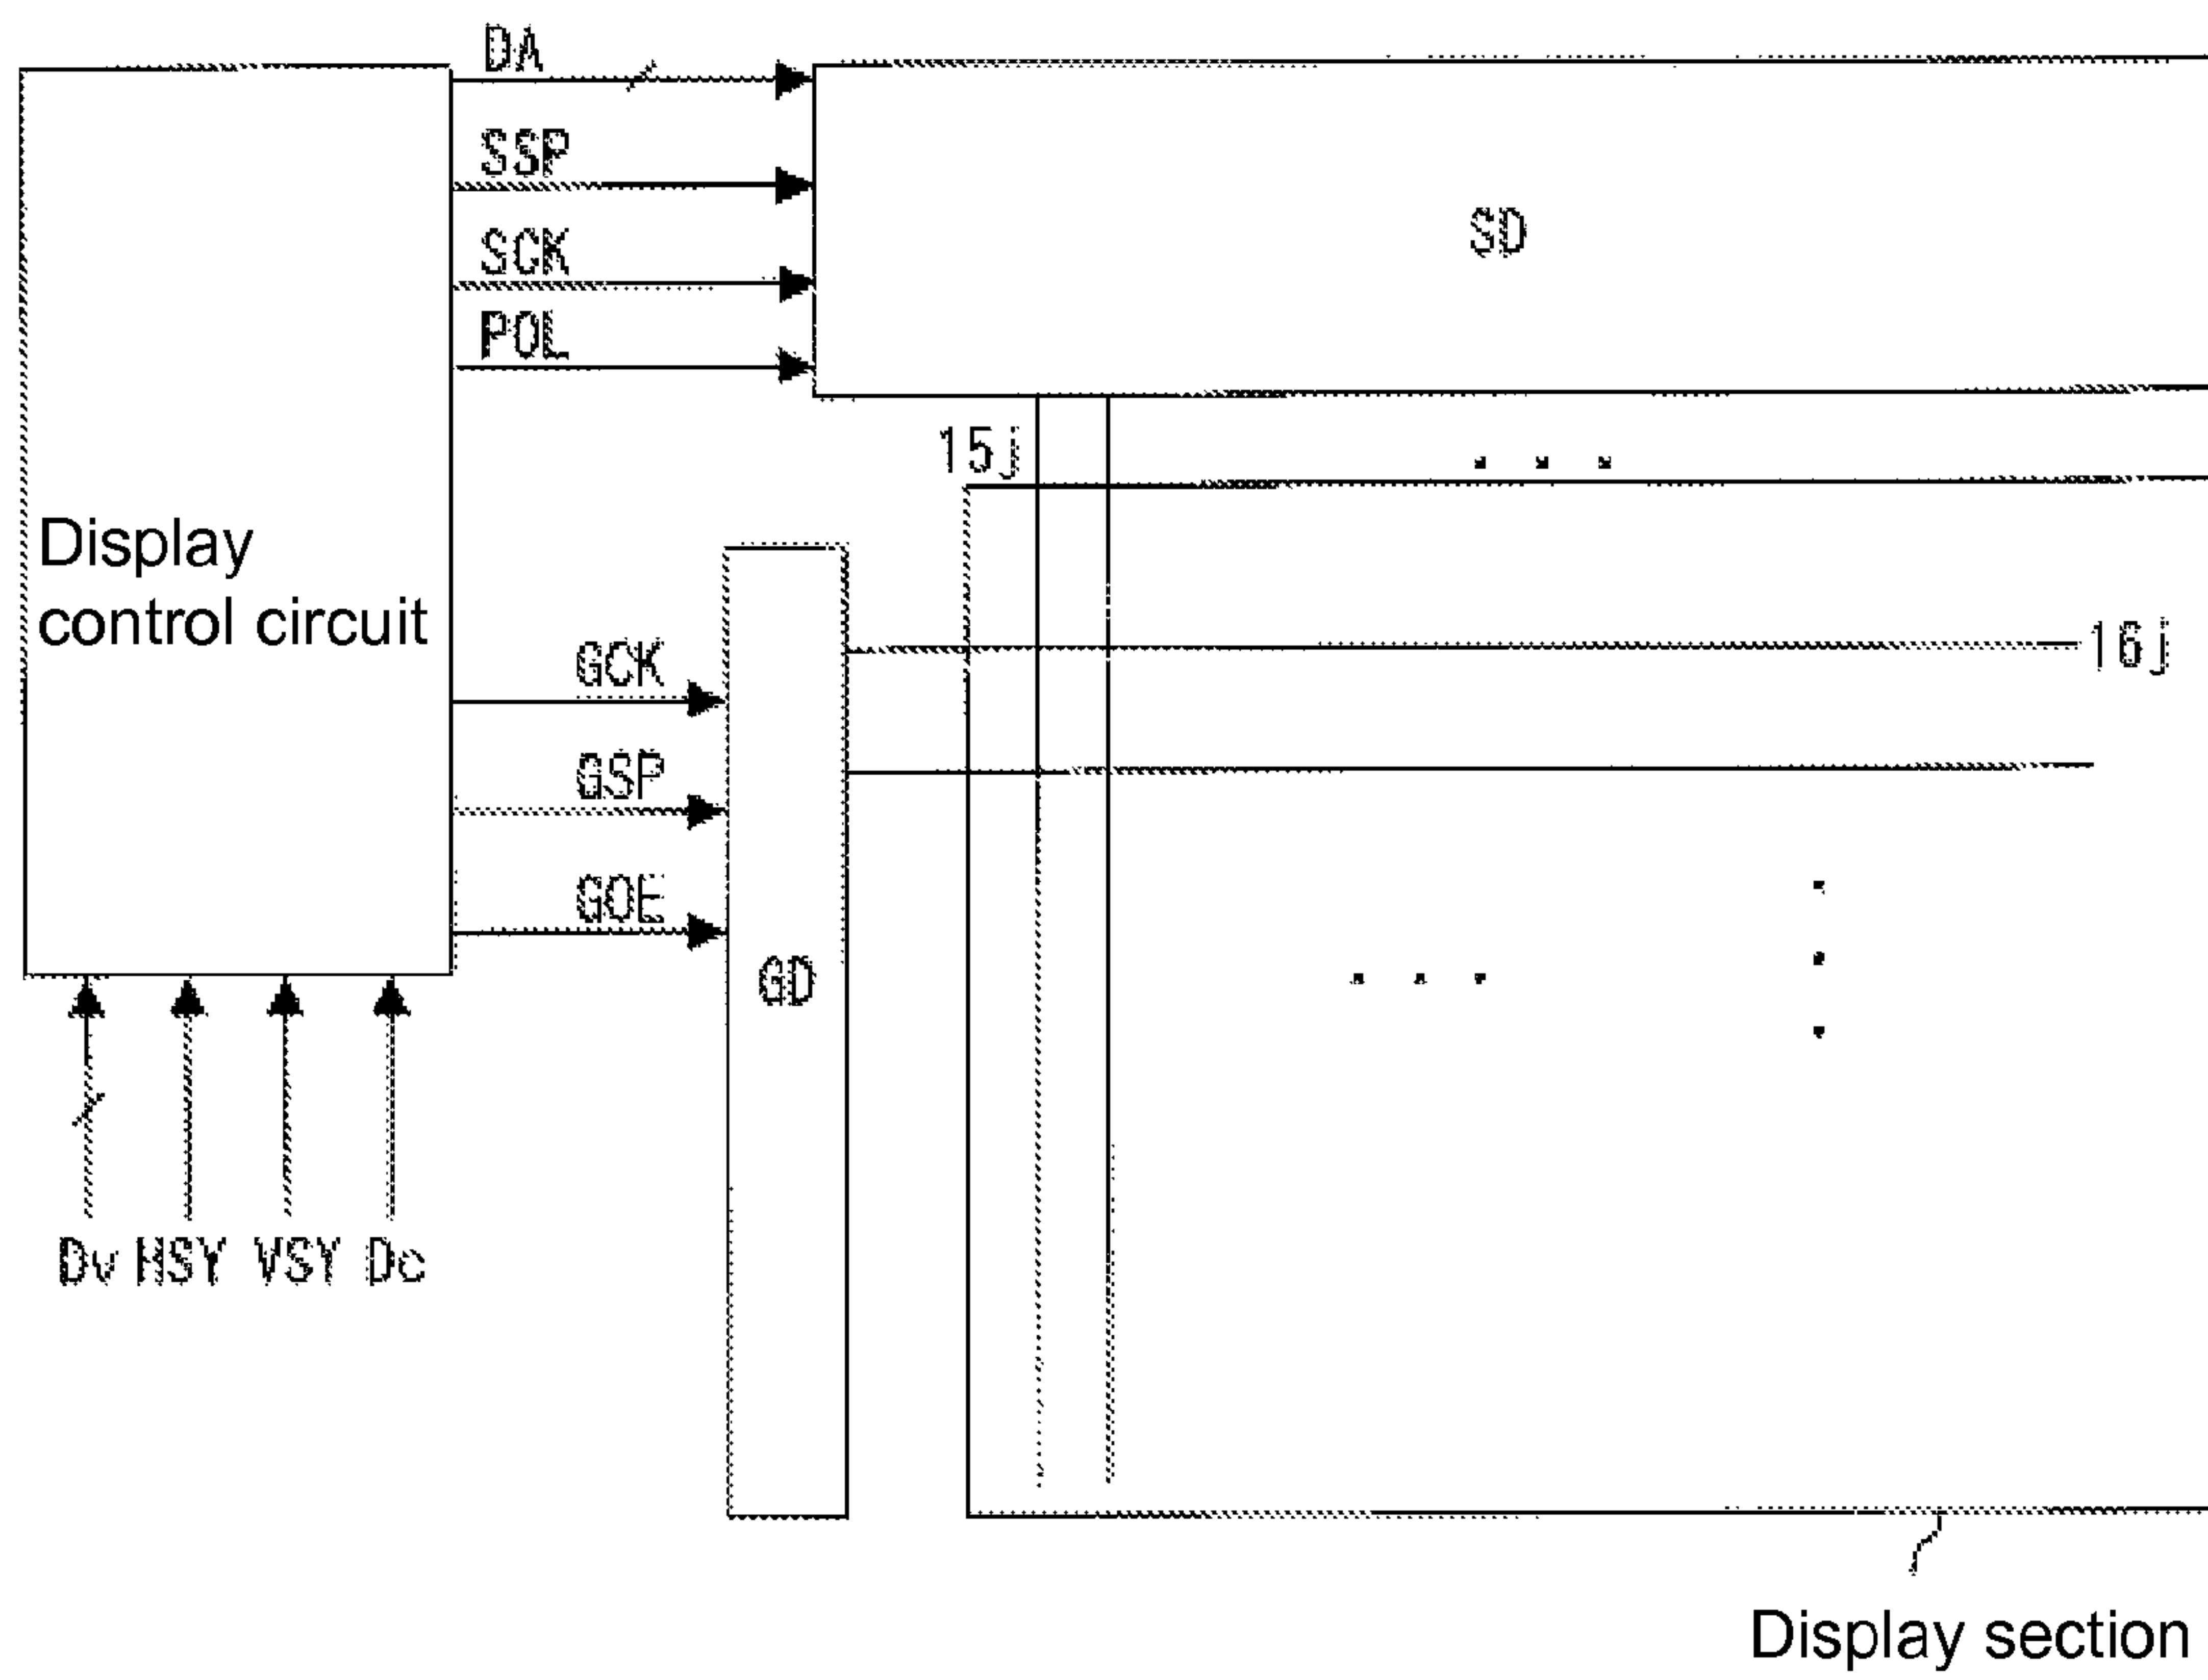 DA
SSP
SCK
POL
SD
15j
Display
control circuit
16j
GCK
GSP
GOE
GD
Dv HSY VSY Dc
Display section